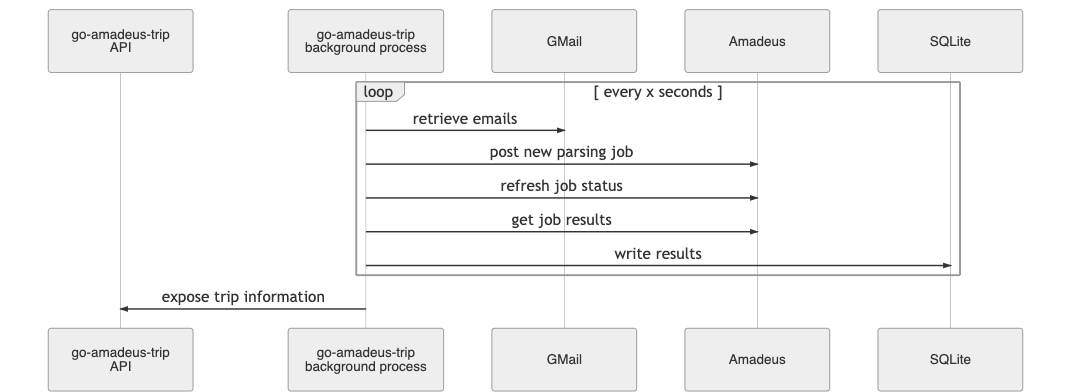 go-amadeus-trip
API
go-amadeus-trip
background process
GMail
Amadeus
SQLite
loop
[ every x seconds ]
retrieve emails
post new parsing job
refresh job status
get job results
write results
expose trip information
go-amadeus-trip
API
go-amadeus-trip
background process
GMail
Amadeus
SQLite